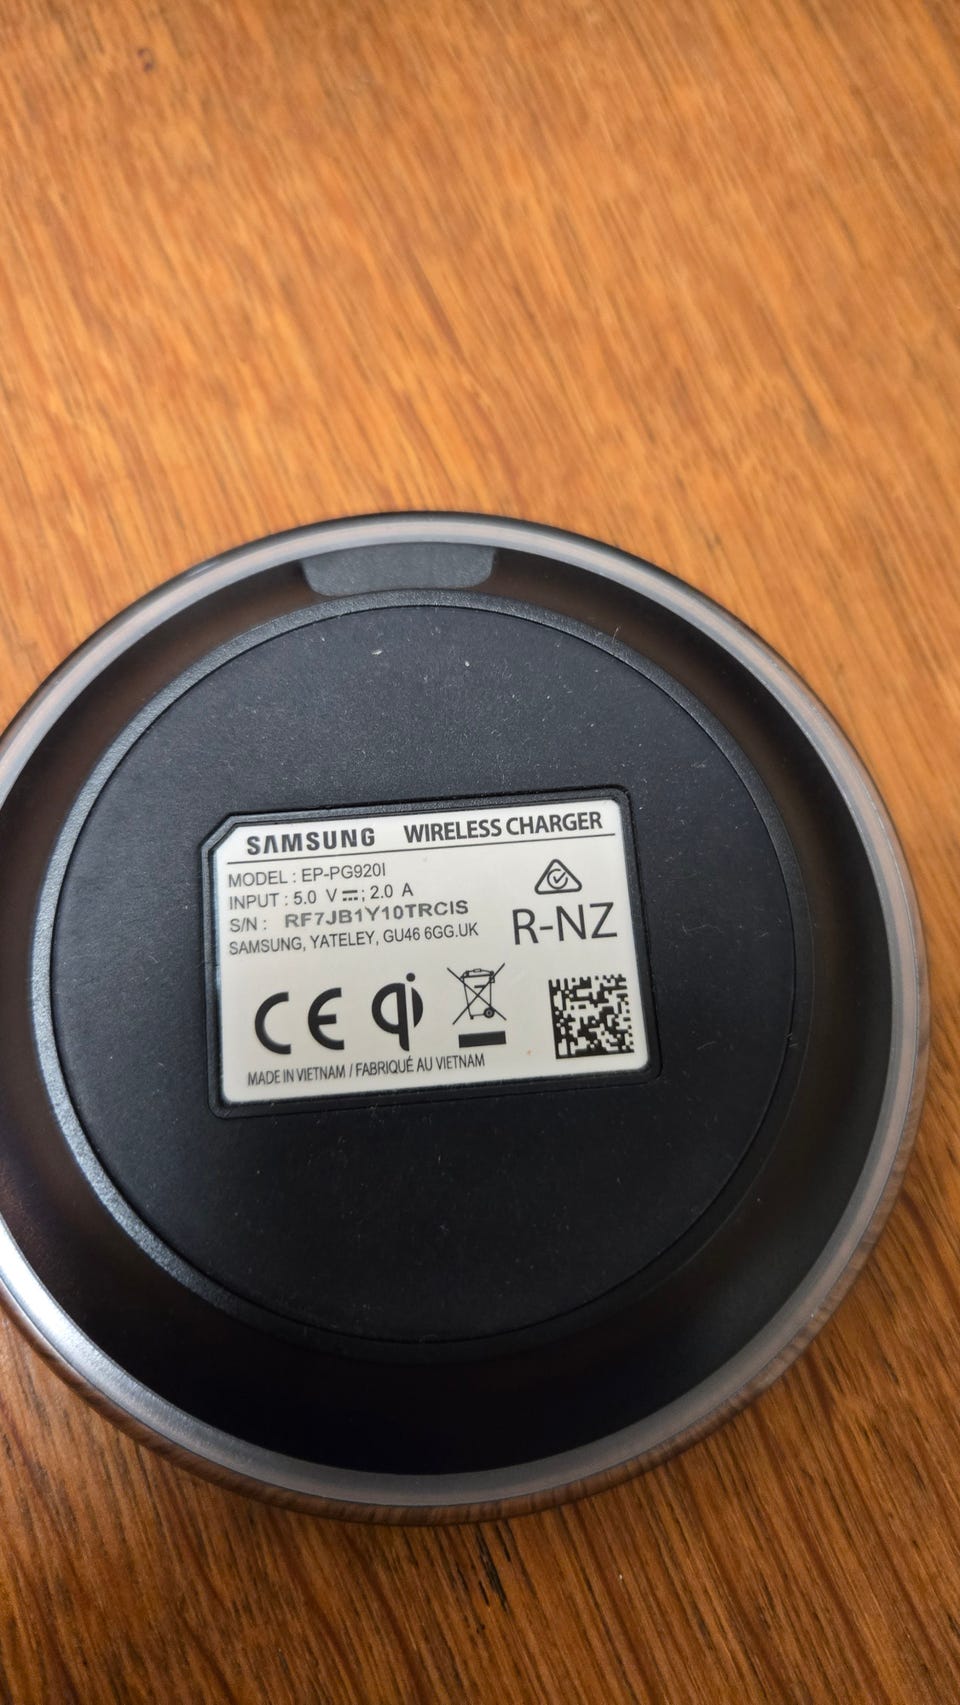 SAMSUNG WIRELESS CHARGER
MODEL : EP-PG920I
INPUT : 5.0 V ⎓; 2.0 A
S/N : RF7JB1Y10TRCIS
SAMSUNG, YATELEY, GU46 6GG.UK
R-NZ
CE qi
MADE IN VIETNAM / FABRIQUÉ AU VIETNAM